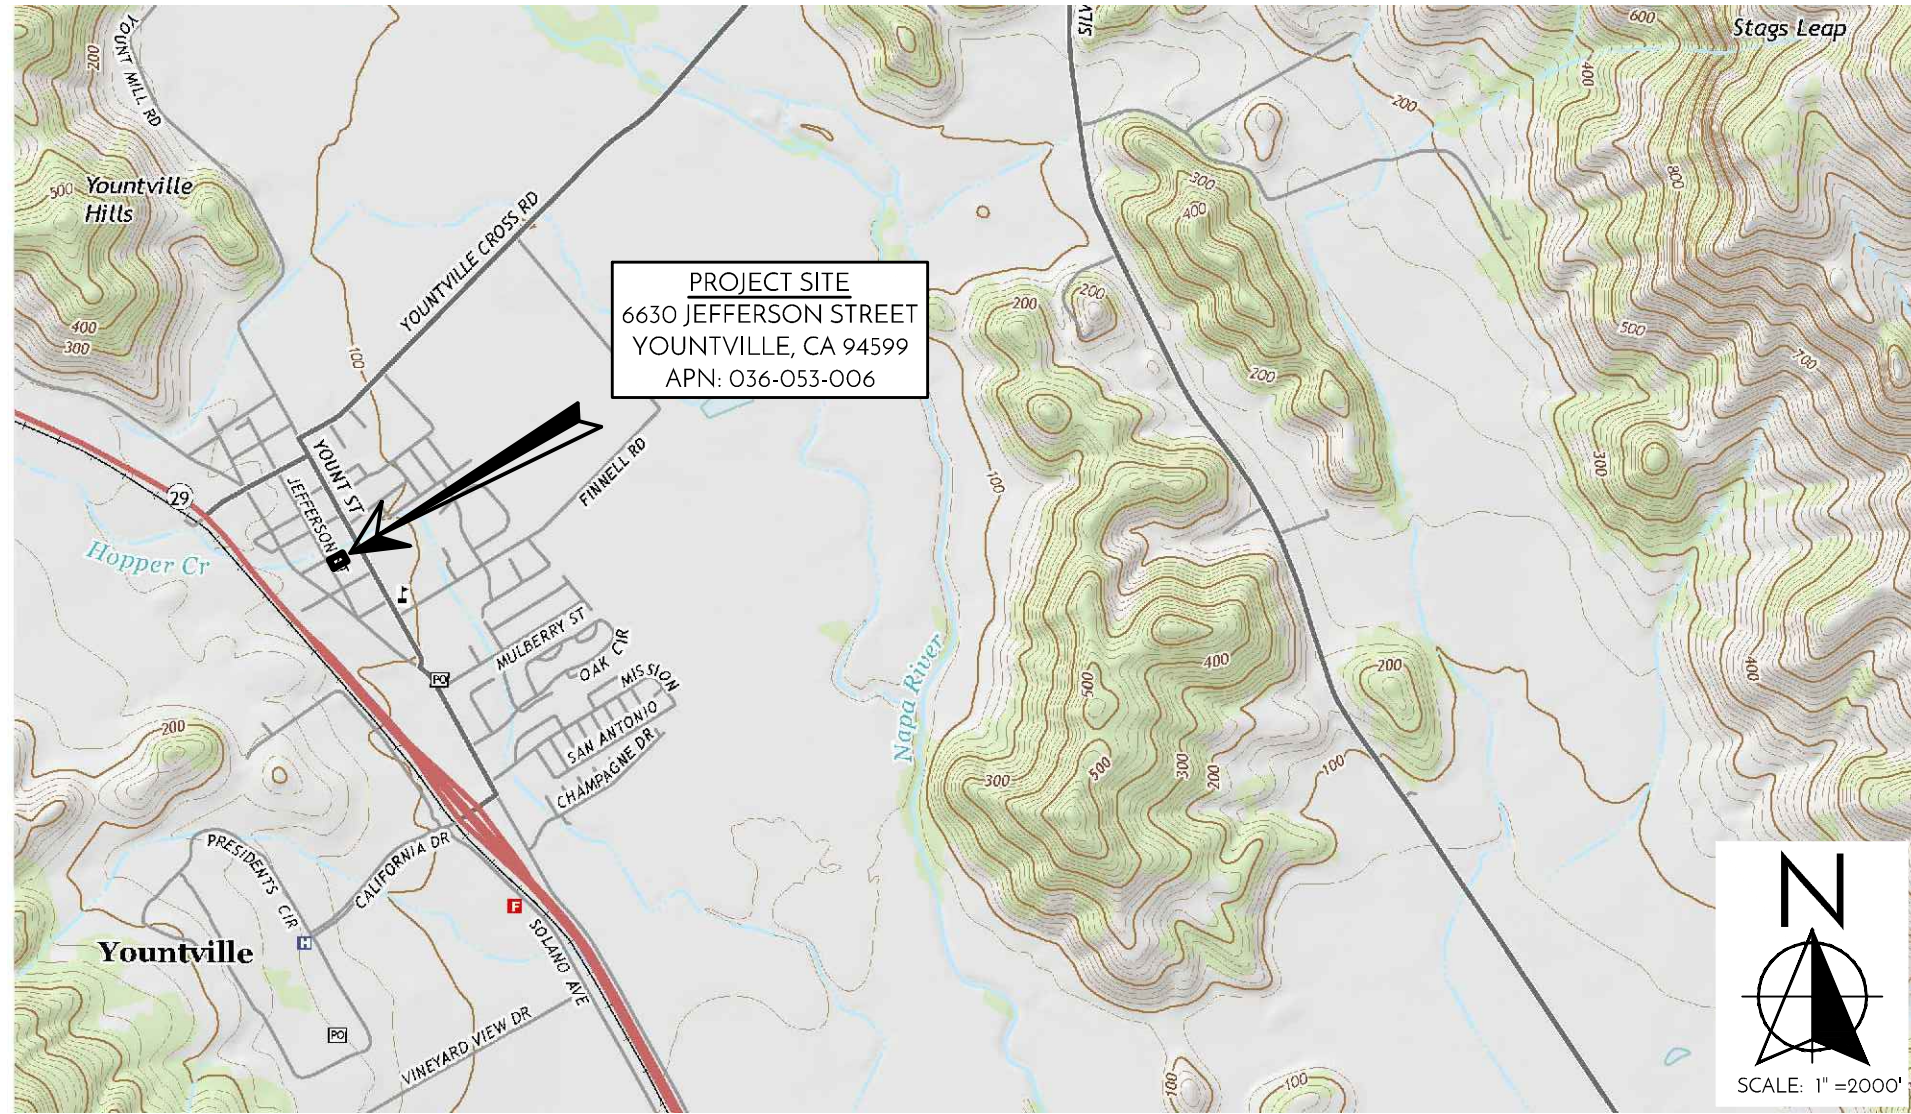 YOUNT MILL RD
200
SILV
600
Stags Leap
400
200
800
500
Yountville
Hills
400
300
100
YOUNTVILLE CROSS RD
PROJECT SITE
6630 JEFFERSON STREET
YOUNTVILLE, CA 94599
APN: 036-053-006
300
400
200
200
200
500
700
300
400
29
YOUNT ST
JEFFERSON
FINNELL RD
100
Hopper Cr
MULBERRY ST
OAK CIR
MISSION
SAN ANTONIO
CHAMPAGNE DR
PO
Napa River
400
500
500
300
300
200
100
200
200
PRESIDENTS CIR
CALIFORNIA DR
H
F
Yountville
SOLANO AVE
PO
VINEYARD VIEW DR
100
100
N
SCALE: 1" =2000'